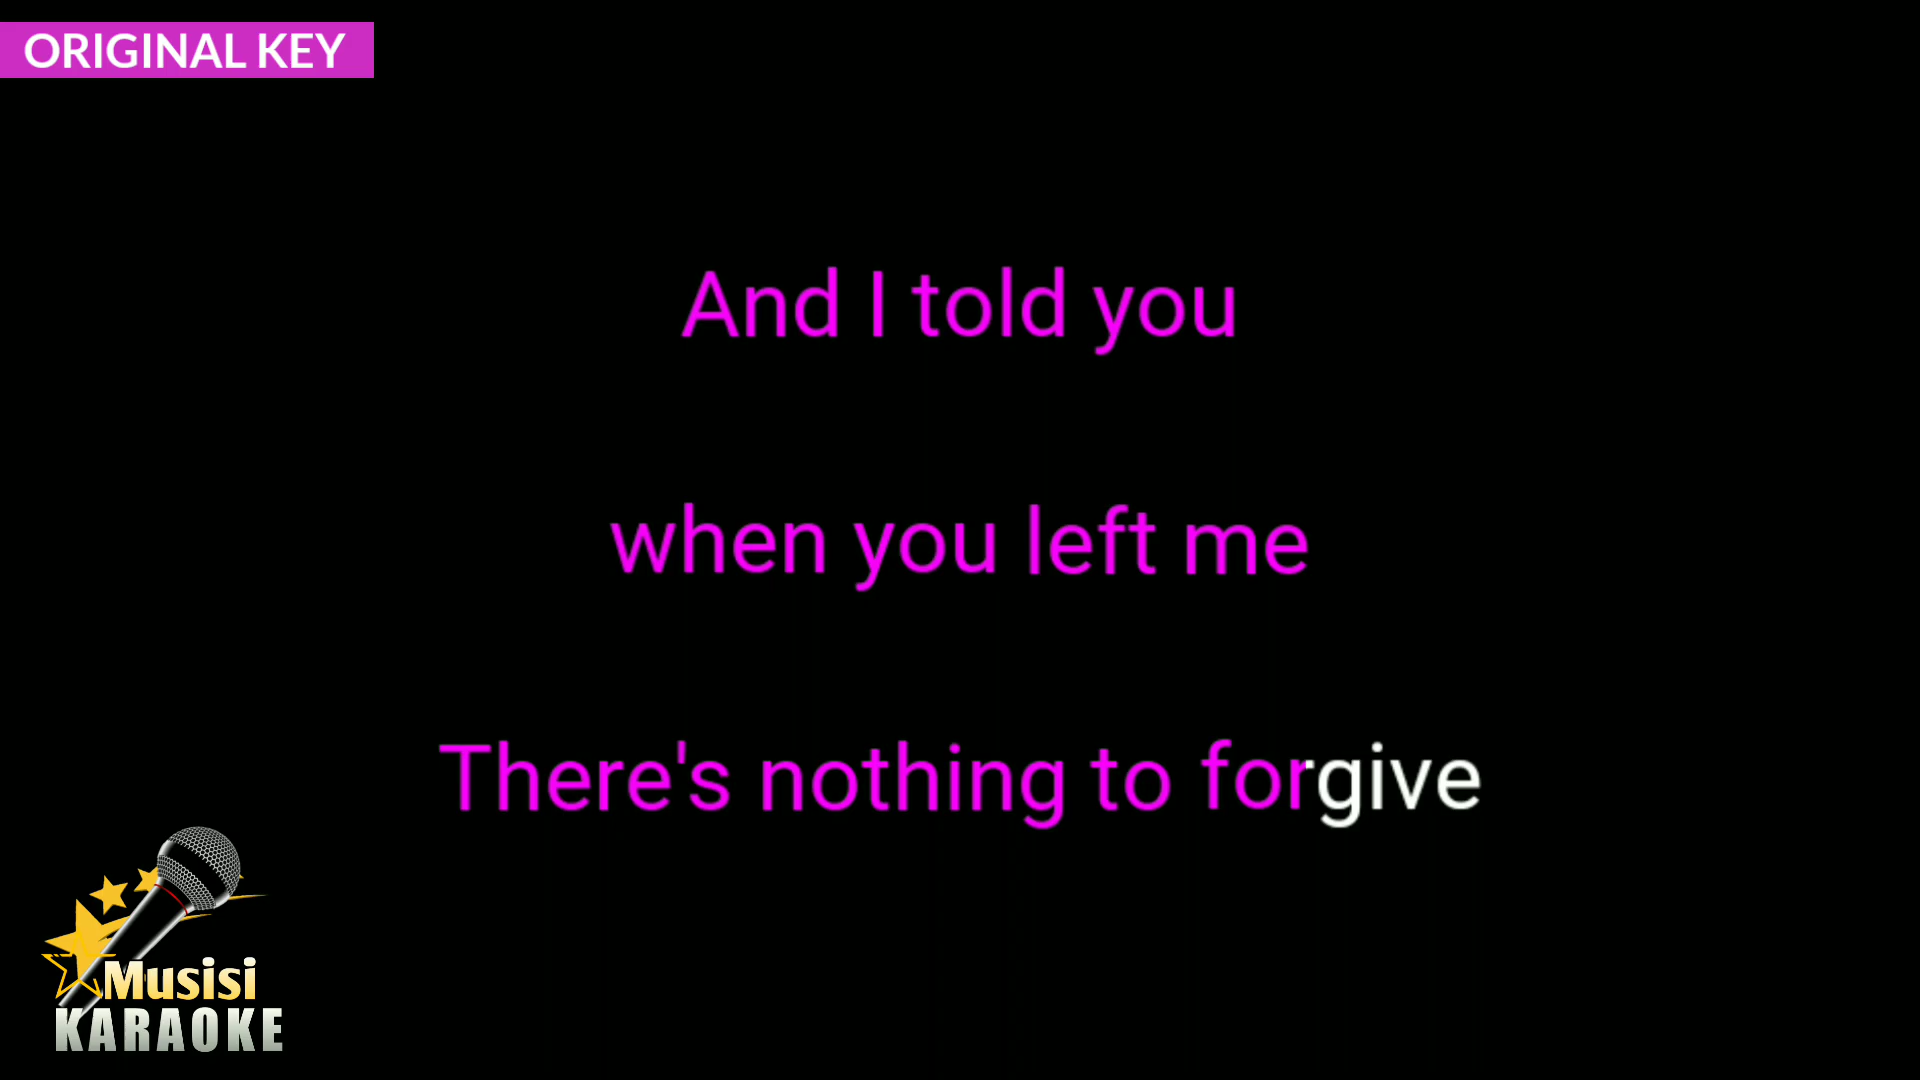 ORIGINAL KEY
And I told you
when you left me
There's nothing to forgive
Musisi
KARAOKE